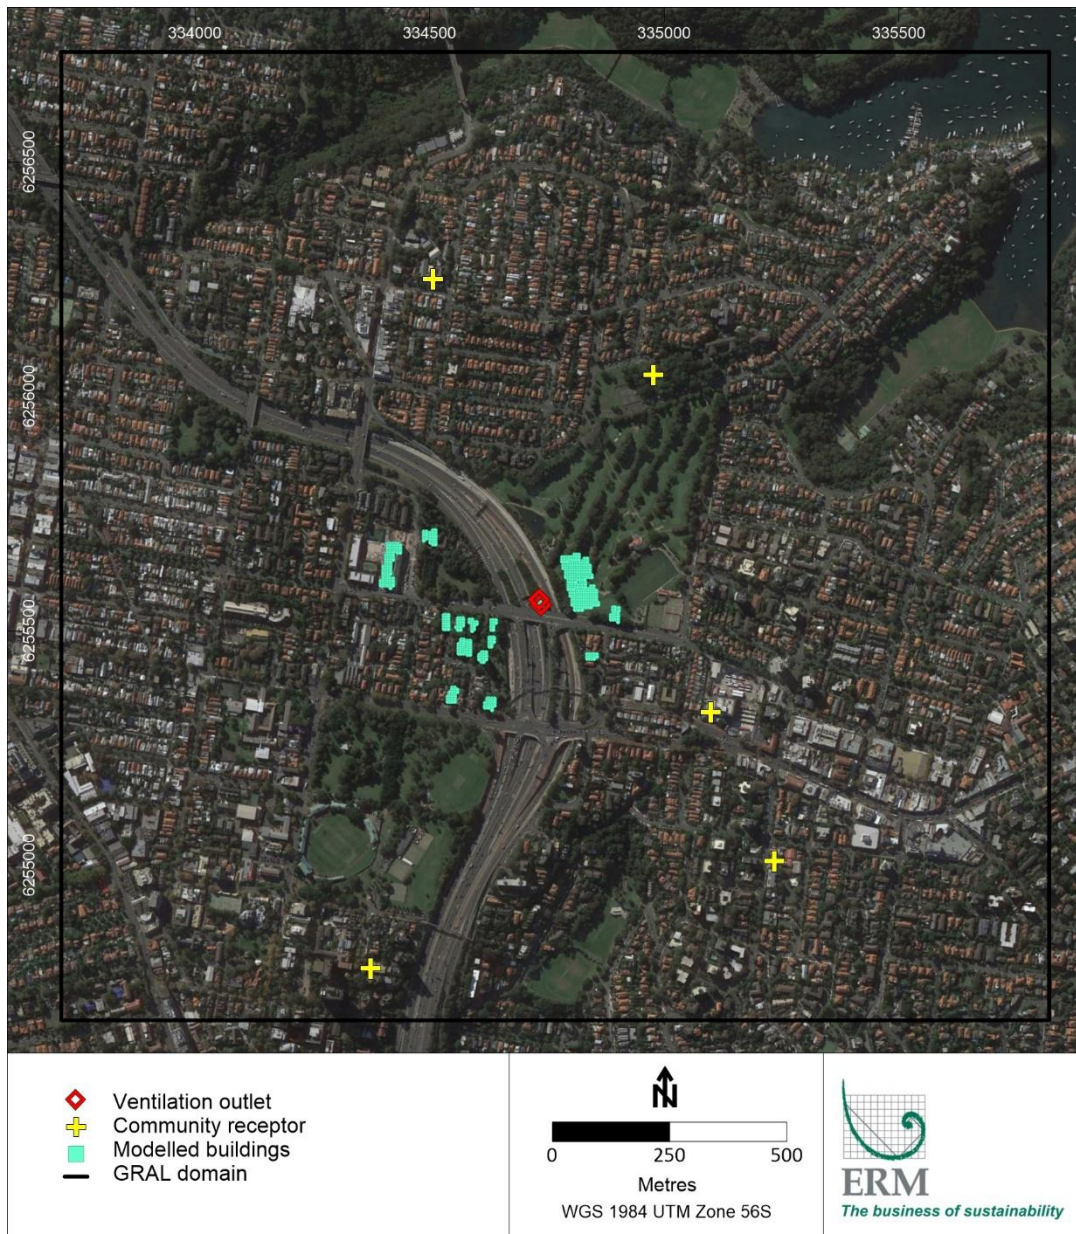 334000 334500 335000 335500
6256500
6256000
6255500
6255000
Ventilation outlet
Community receptor
Modelled buildings
GRAL domain
N
0 250 500
Metres
WGS 1984 UTM Zone 56S
ERM
The business of sustainability